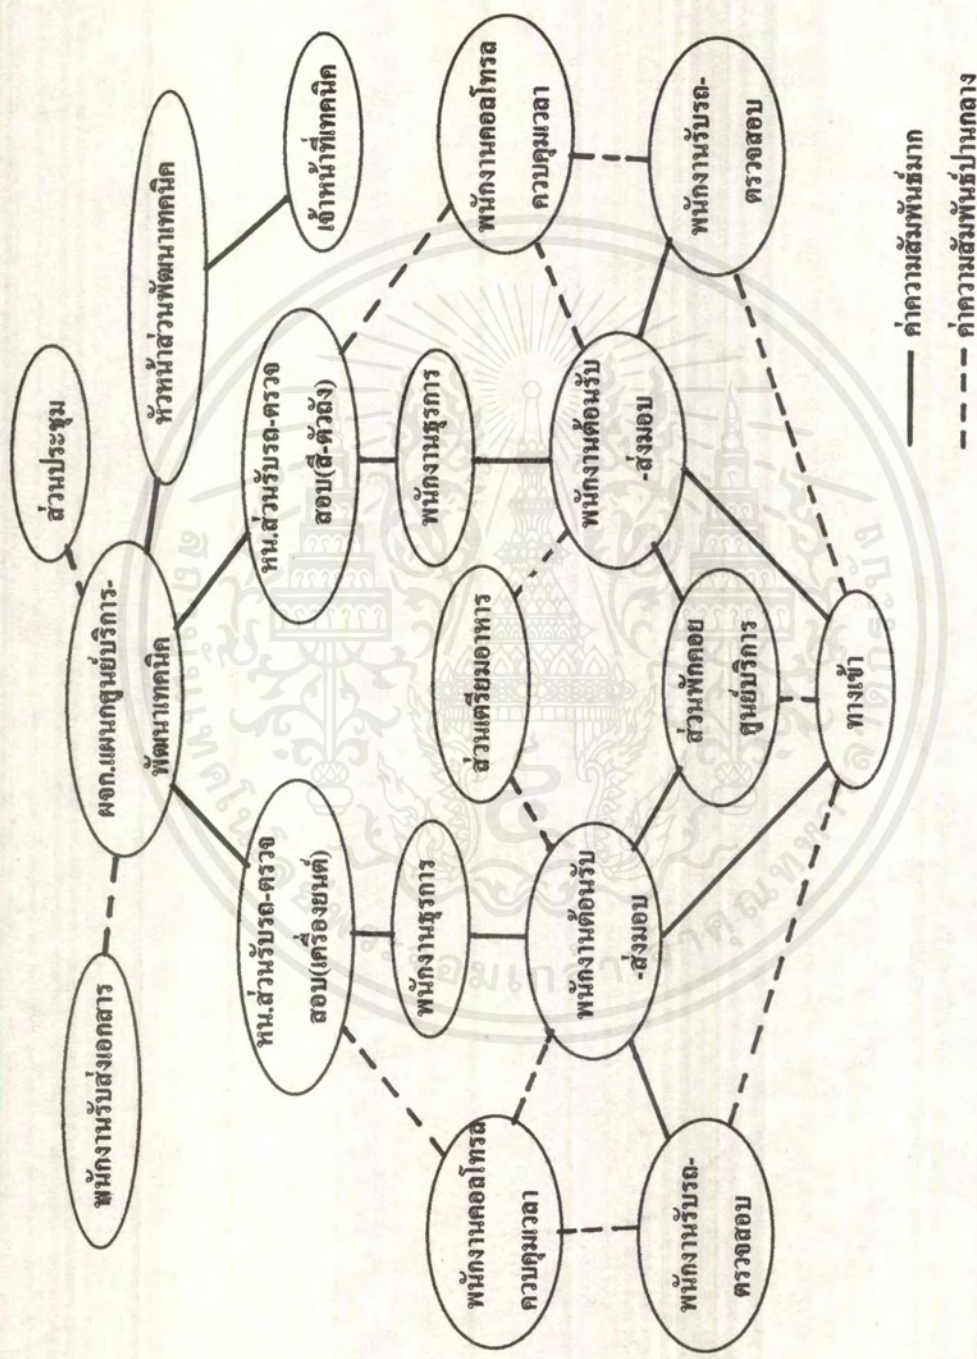 ส่วนประชุม
พนักงานรับส่งเอกสาร
ผจก.แผนกศูนย์บริการ-
พัฒนาเทคนิค
หัวหน้าส่วนพัฒนาเทคนิค
เจ้าหน้าที่เทคนิค
หน.ส่วนรับรถ-ตรวจ
สอบ(เครื่องยนต์)
หน.ส่วนรับรถ-ตรวจ
สอบ(สี-ตัวถัง)
พนักงานธุรการ
พนักงานธุรการ
พนักงานคอลโทรล
ควบคุมเวลา
ส่วนเตรียมอาหาร
พนักงานคอลโทรล
ควบคุมเวลา
พนักงานต้อนรับ
-ส่งมอบ
พนักงานต้อนรับ
-ส่งมอบ
พนักงานรับรถ-
ตรวจสอบ
ส่วนพักคอย
ศูนย์บริการ
พนักงานรับรถ-
ตรวจสอบ
ทางเข้า
ค่าความสัมพันธ์มาก
ค่าความสัมพันธ์ปานกลาง